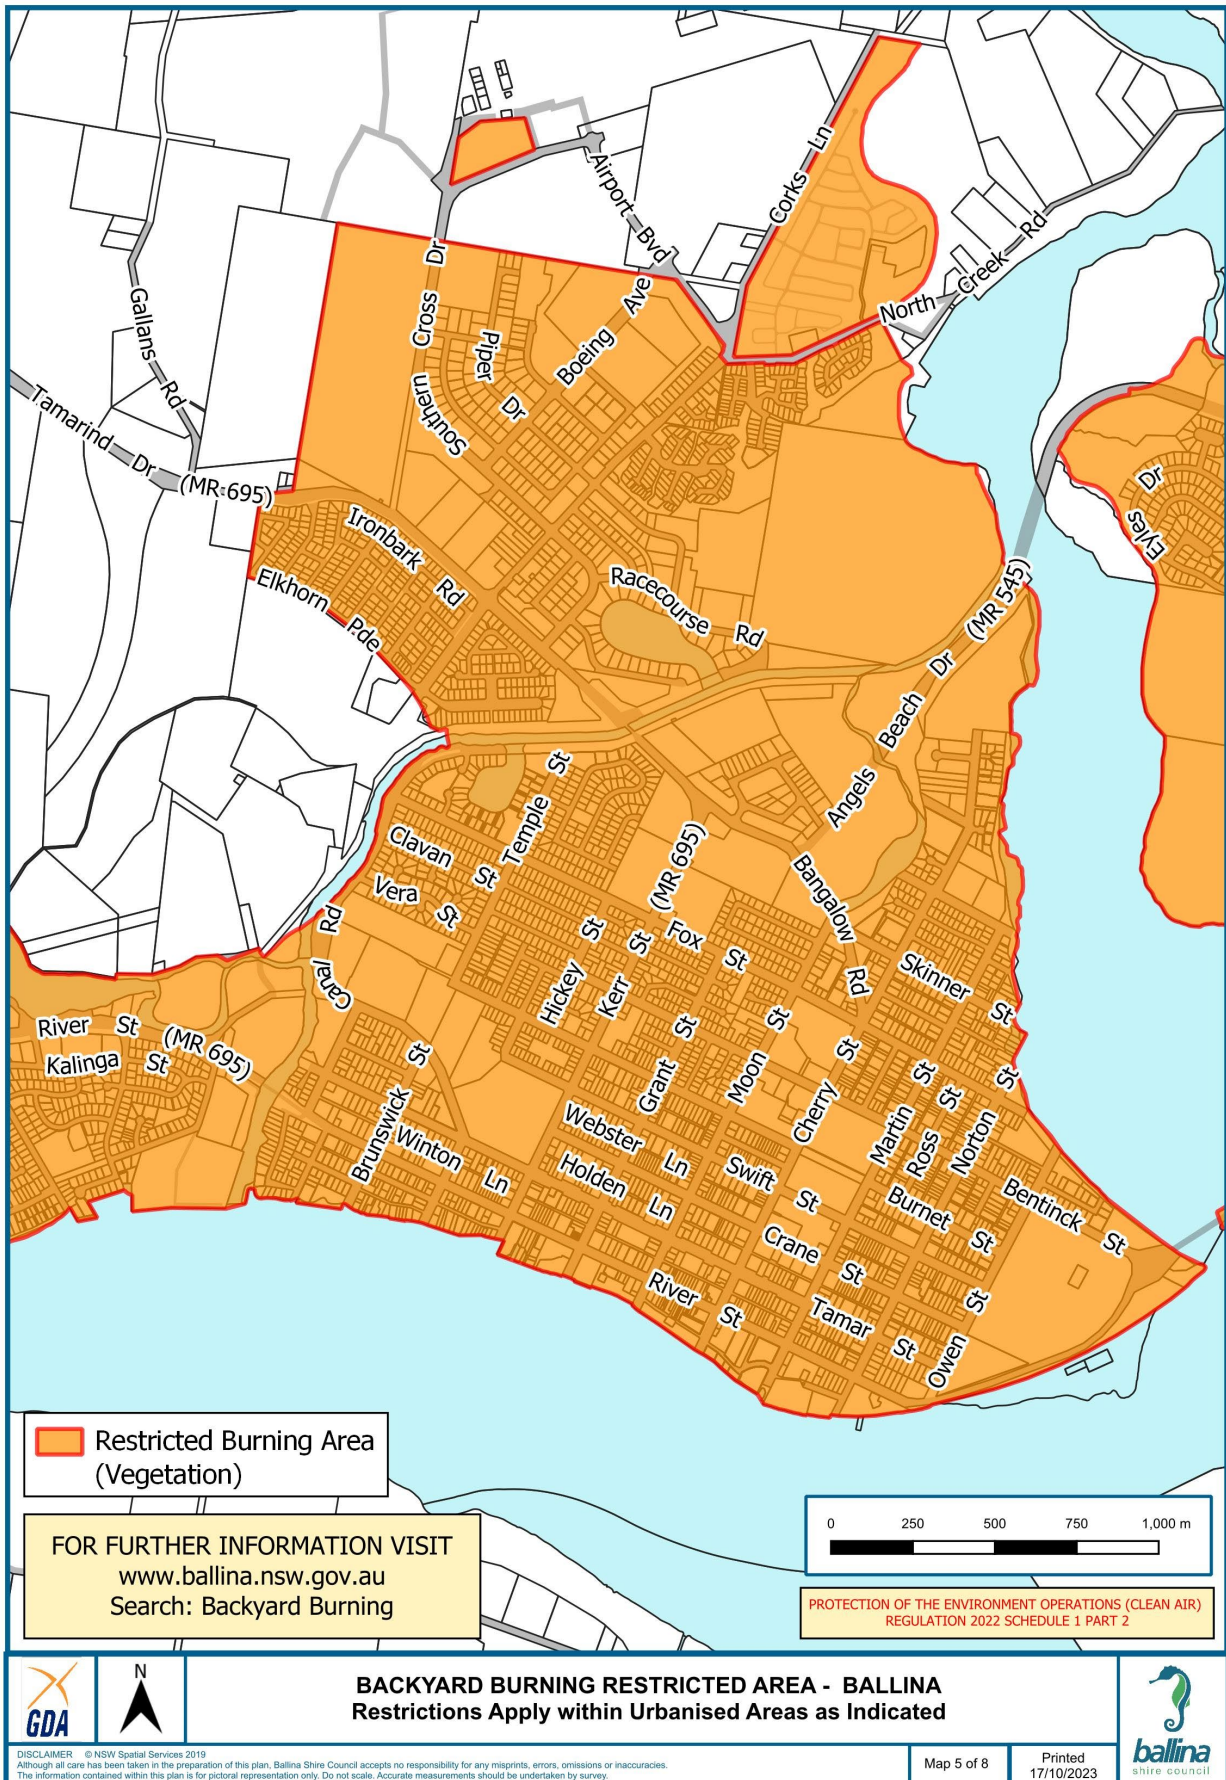 Corks Ln
Airport Bvd
North Creek Rd
Southern Cross Dr
Pidler Dr
Boeing Ave
Gallans Rd
Tamarind Dr (MR 695)
Ironbark Rd
Elkhorn Pde
Racecourse Rd
Eyles Dr
Angels Beach Dr (MR 545)
Temple St
Clavan St
Vera St
(MR 695)
Bangalow Rd
Canal Rd
Hickey St
Kerr St
Fox St
Skinner St
River St (MR 695)
Kalinga St
Grant St
Moon St
Cherry St
Martin St
Ross St
Norton St
Brunswick St
Winton Ln
Webster Ln
Holden Ln
Swift St
Burnet St
Bentinck St
Crane St
River St
Tamar St
Owen St
Restricted Burning Area
(Vegetation)
FOR FURTHER INFORMATION VISIT
www.ballina.nsw.gov.au
Search: Backyard Burning
0 250 500 750 1,000 m
PROTECTION OF THE ENVIRONMENT OPERATIONS (CLEAN AIR)
REGULATION 2022 SCHEDULE 1 PART 2
GDA
N
BACKYARD BURNING RESTRICTED AREA - BALLINA
Restrictions Apply within Urbanised Areas as Indicated
ballina
shire council
DISCLAIMER © NSW Spatial Services 2019
Although all care has been taken in the preparation of this plan, Ballina Shire Council accepts no responsibility for any misprints, errors, omissions or inaccuracies.
The information contained within this plan is for pictoral representation only. Do not scale. Accurate measurements should be undertaken by survey.
Map 5 of 8
Printed
17/10/2023